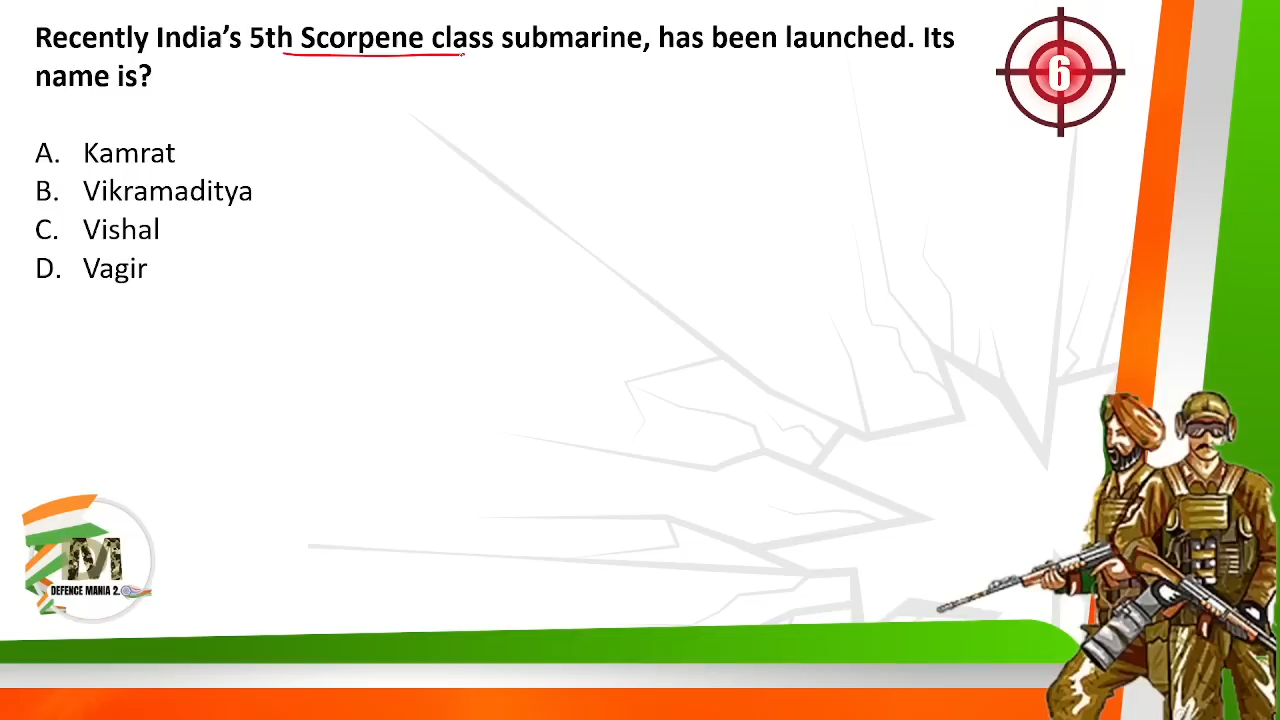 Recently India's 5th Scorpene class submarine, has been launched. Its
name is?
6
A. Kamrat
B. Vikramaditya
C. Vishal
D. Vagir
M
DEFENCE MANIA 2.